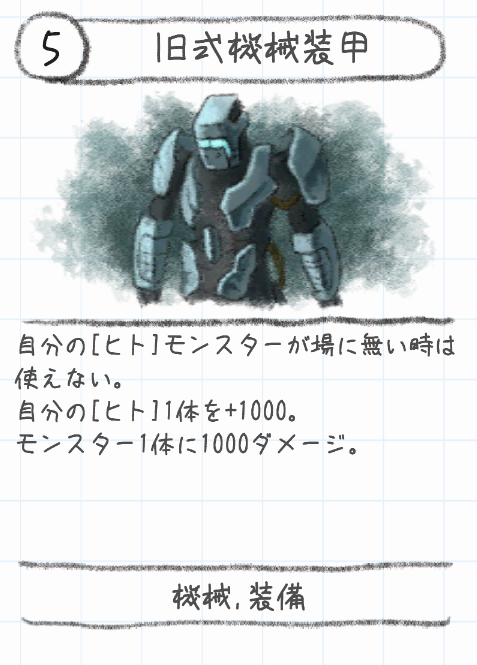 5
旧式機械装甲
自分の[ヒト]モンスターが場に無い時は
使えない。
自分の[ヒト]1体を+1000。
モンスター1体に1000ダメージ。
機械,装備